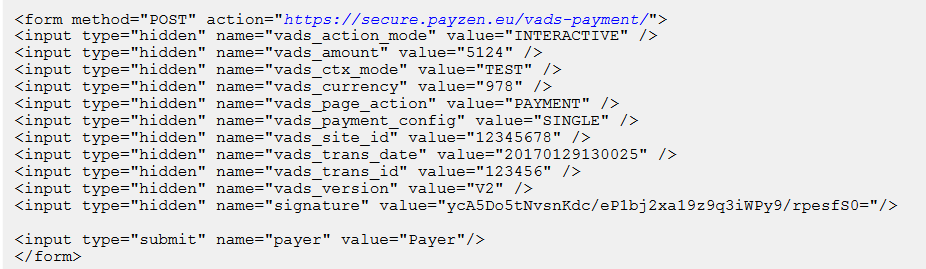 <form method="POST" action="https://secure.payzen.eu/vads-payment/">
<input type="hidden" name="vads_action_mode" value="INTERACTIVE" />
<input type="hidden" name="vads_amount" value="5124" />
<input type="hidden" name="vads_ctx_mode" value="TEST" />
<input type="hidden" name="vads_currency" value="978" />
<input type="hidden" name="vads_page_action" value="PAYMENT" />
<input type="hidden" name="vads_payment_config" value="SINGLE" />
<input type="hidden" name="vads_site_id" value="12345678" />
<input type="hidden" name="vads_trans_date" value="20170129130025" />
<input type="hidden" name="vads_trans_id" value="123456" />
<input type="hidden" name="vads_version" value="V2" />
<input type="hidden" name="signature" value="ycA5Do5tNvsnKdc/eP1bj2xa19z9q3iWPy9/rpesfS0="/>
<input type="submit" name="payer" value="Payer"/>
</form>